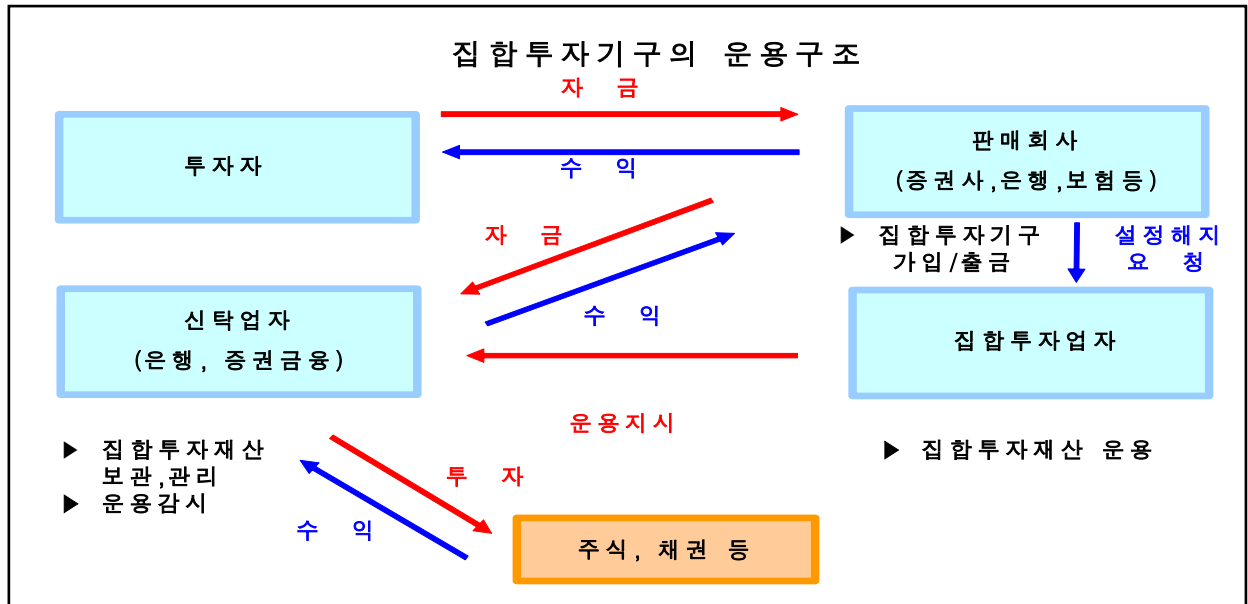 집합투자기구의 운용구조
자 금
투자자
판매회사
(증권사,은행,보험등)
수 익
자 금
▶ 집합투자기구
가입/출금
설정해지
요 청
신탁업자
(은행, 증권금융)
수 익
집합투자업자
운용지시
▶ 집합투자재산
보관,관리
▶ 운용감시
▶ 집합투자재산 운용
투 자
수 익
주식, 채권 등